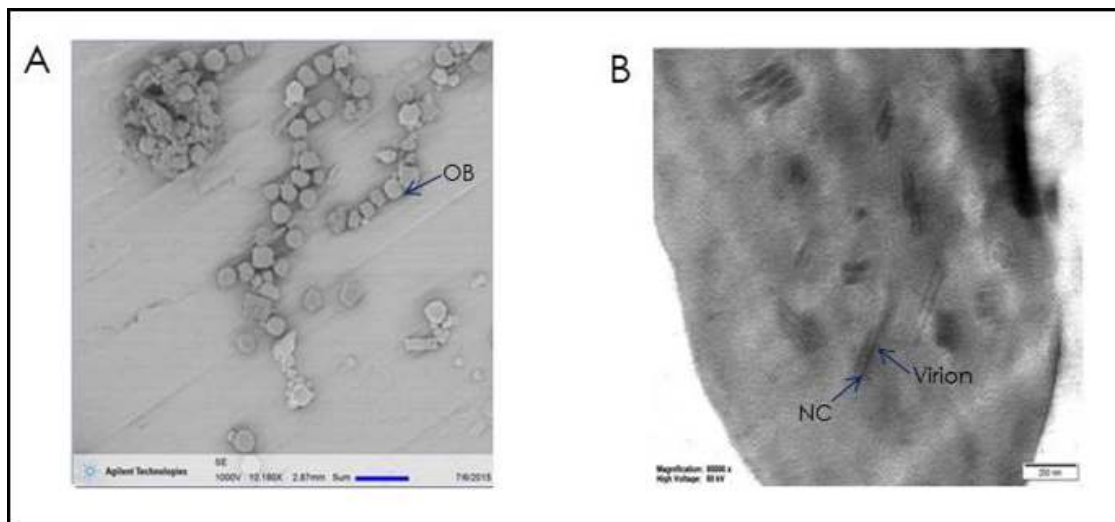 A
OB
Agilent Technologies
SE
1000V 10.180X 2.87mm 5um
7/6/2015
B
Virion
NC
Magnification: 80000 x
High Voltage: 80 kV
200 nm